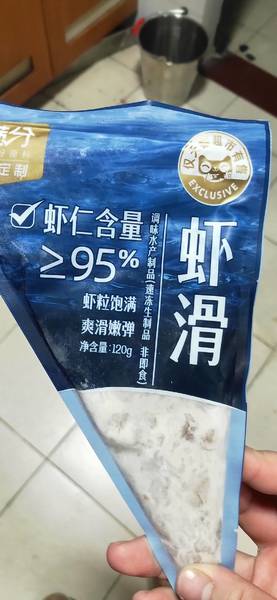 定制
EXCLUSIVE
虾仁含量
≥95%
虾粒饱满
爽滑嫩弹
净含量:120g
调味水产制品(速冻生制品 非即食)
虾滑